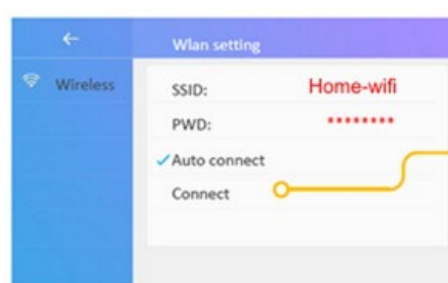 Wlan setting
Wireless
SSID: Home-wifi
PWD: ********
Auto connect
Connect